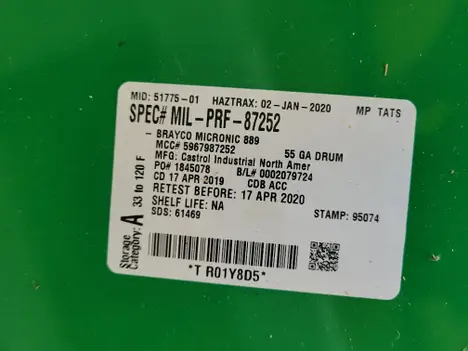 MID: 51775-01 HAZTRAX: 02-JAN-2020 MP TATS
SPEC# MIL-PRF-87252
- BRAYCO MICRONIC 889 55 GA DRUM
MCC# 5967987252
MFG: Castrol Industrial North Amer
PO# 1845078 B/L# 0002079724
CD 17 APR 2019 CDB ACC
RETEST BEFORE: 17 APR 2020
SHELF LIFE: NA
SDS: 61469 STAMP: 95074
*T R01Y8D5*
Storage
Category: A 33 to 120 F